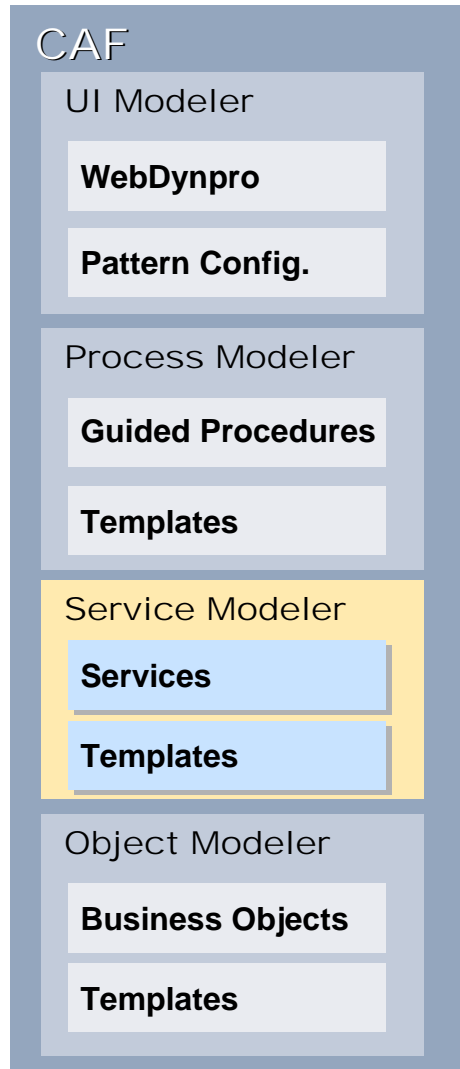 CAF
UI Modeler
WebDynpro
Pattern Config.
Process Modeler
Guided Procedures
Templates
Service Modeler
Services
Templates
Object Modeler
Business Objects
Templates